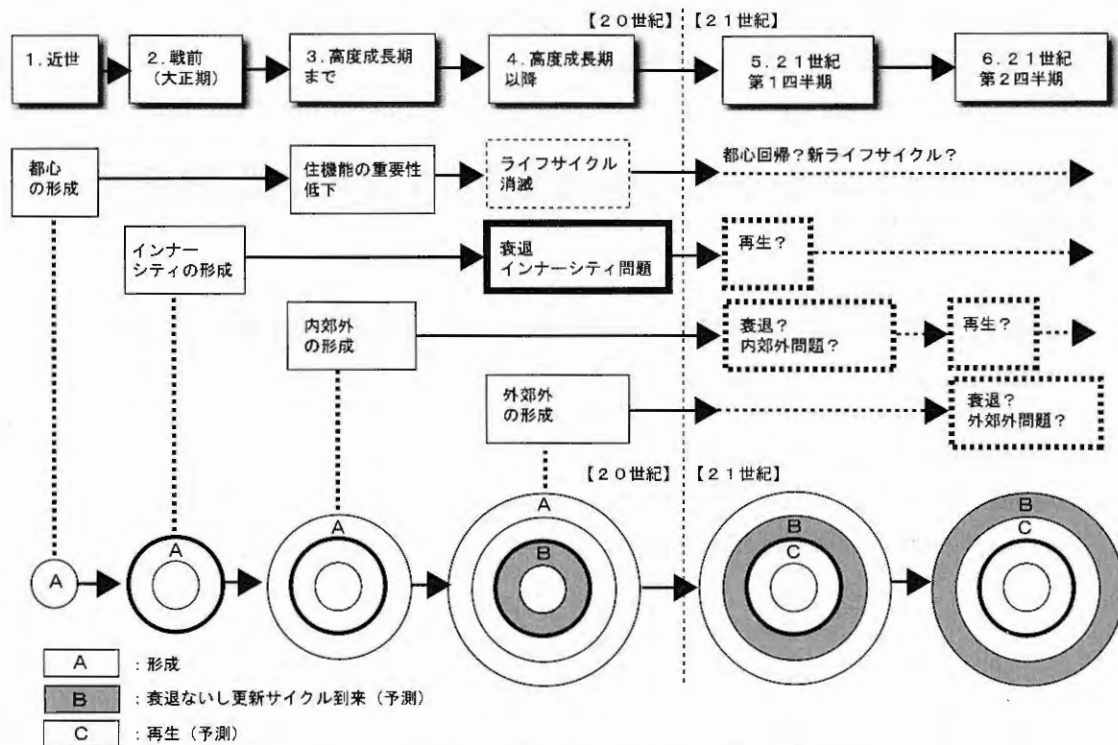 【２０世紀】
【２１世紀】
１.近世
２.戦前
（大正期）
３.高度成長期
まで
４.高度成長期
以降
５.２１世紀
第１四半期
６.２１世紀
第２四半期
都心
の形成
住機能の重要性
低下
ライフサイクル
消滅
都心回帰？新ライフサイクル？
インナー
シティの形成
衰退
インナーシティ問題
再生？
内郊外
の形成
衰退？
内郊外問題？
再生？
外郊外
の形成
衰退？
外郊外問題？
【２０世紀】
【２１世紀】
A
A
A
A
B
B
C
B
C
A
：形成
B
：衰退ないし更新サイクル到来（予測）
C
：再生（予測）